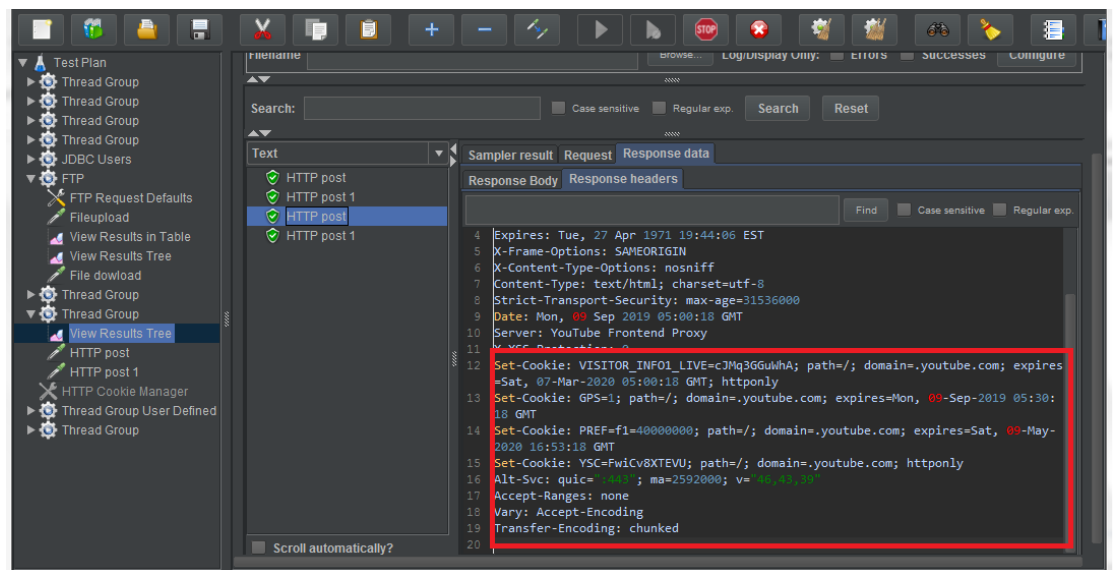 STOP
Test Plan
Thread Group
Thread Group
Thread Group
Thread Group
JDBC Users
FTP
FTP Request Defaults
Fileupload
View Results in Table
View Results Tree
File dowload
Thread Group
Thread Group
View Results Tree
HTTP post
HTTP post 1
HTTP Cookie Manager
Thread Group User Defined
Thread Group
Filename Browse... Log/Display Only: Errors Successes Configure
Search: Case sensitive Regular exp. Search Reset
Text
HTTP post
HTTP post 1
HTTP post
HTTP post 1
Scroll automatically?
Sampler result Request Response data
Response Body Response headers
Find Case sensitive Regular exp.
4 Expires: Tue, 27 Apr 1971 19:44:06 EST
5 X-Frame-Options: SAMEORIGIN
6 X-Content-Type-Options: nosniff
7 Content-Type: text/html; charset=utf-8
8 Strict-Transport-Security: max-age=31536000
9 Date: Mon, 09 Sep 2019 05:00:18 GMT
10 Server: YouTube Frontend Proxy
11 X-XSS-Protection: 0
12 Set-Cookie: VISITOR_INFO1_LIVE=cJMq3GGuWhA; path=/; domain=.youtube.com; expires
=Sat, 07-Mar-2020 05:00:18 GMT; httponly
13 Set-Cookie: GPS=1; path=/; domain=.youtube.com; expires=Mon, 09-Sep-2019 05:30:
18 GMT
14 Set-Cookie: PREF=f1=40000000; path=/; domain=.youtube.com; expires=Sat, 09-May-
2020 16:53:18 GMT
15 Set-Cookie: YSC=FwiCv8XTEVU; path=/; domain=.youtube.com; httponly
16 Alt-Svc: quic=":443"; ma=2592000; v="46,43,39"
17 Accept-Ranges: none
18 Vary: Accept-Encoding
19 Transfer-Encoding: chunked
20